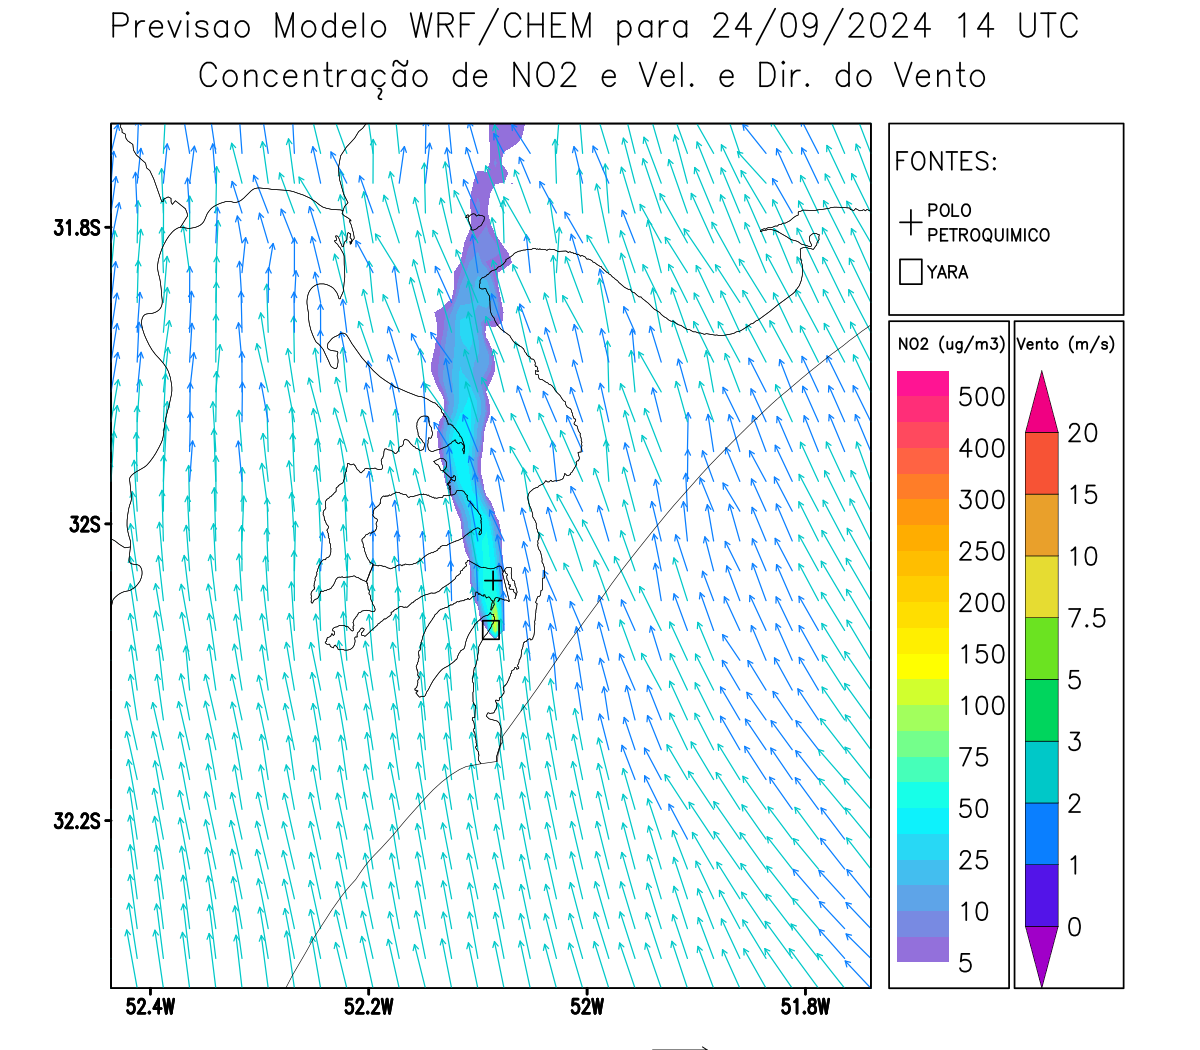 Previsao Modelo WRF/CHEM para 24/09/2024 14 UTC
Concentração de NO2 e Vel. e Dir. do Vento
FONTES:
POLO
PETROQUIMICO
YARA
NO2 (ug/m3)
500
400
300
250
200
150
100
75
50
25
10
5
Vento (m/s)
20
15
10
7.5
5
3
2
1
0
31.8S
32S
32.2S
52.4W
52.2W
52W
51.8W